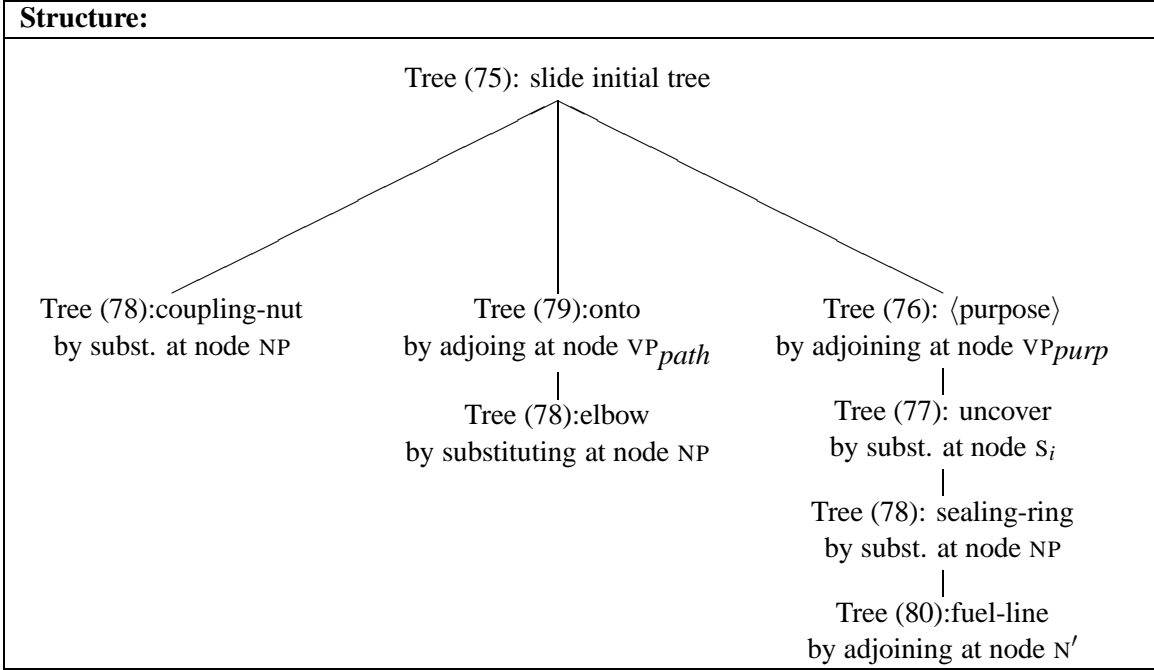 Structure:
Tree (75): slide initial tree
Tree (78):coupling-nut
by subst. at node NP
Tree (79):onto
by adjoing at node VPpath
Tree (78):elbow
by substituting at node NP
Tree (76): ⟨purpose⟩
by adjoining at node VPpurp
Tree (77): uncover
by subst. at node Si
Tree (78): sealing-ring
by subst. at node NP
Tree (80):fuel-line
by adjoining at node N′